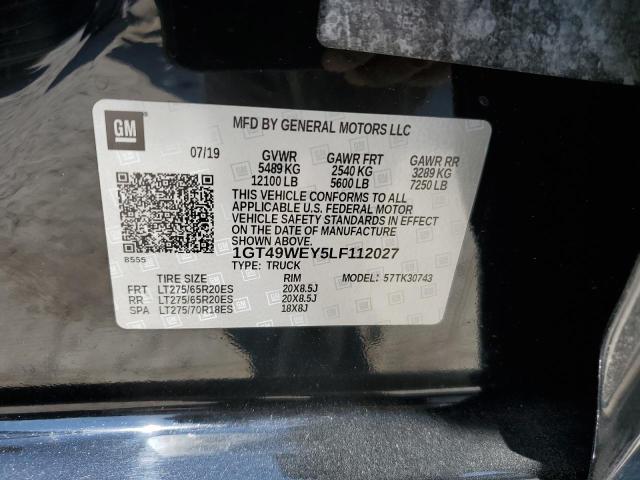 GM
MFD BY GENERAL MOTORS LLC
07/19 GVWR GAWR FRT GAWR RR
5489 KG 2540 KG 3289 KG
12100 LB 5600 LB 7250 LB
THIS VEHICLE CONFORMS TO ALL
APPLICABLE U.S. FEDERAL MOTOR
VEHICLE SAFETY STANDARDS IN EFFECT
ON THE DATE OF MANUFACTURE
SHOWN ABOVE.
8555
1GT49WEY5LF112027
TYPE: TRUCK MODEL: 57TK30743
TIRE SIZE RIM
FRT LT275/65R20ES 20X8.5J
RR LT275/65R20ES 20X8.5J
SPA LT275/70R18ES 18X8J